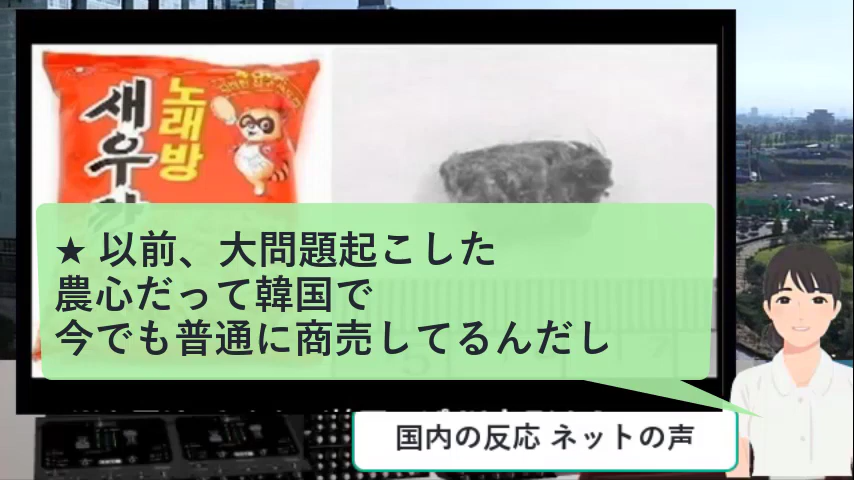 노래방
새우
★ 以前、大問題起こした
農心だって韓国で
今でも普通に商売してるんだし
国内の反応 ネットの声